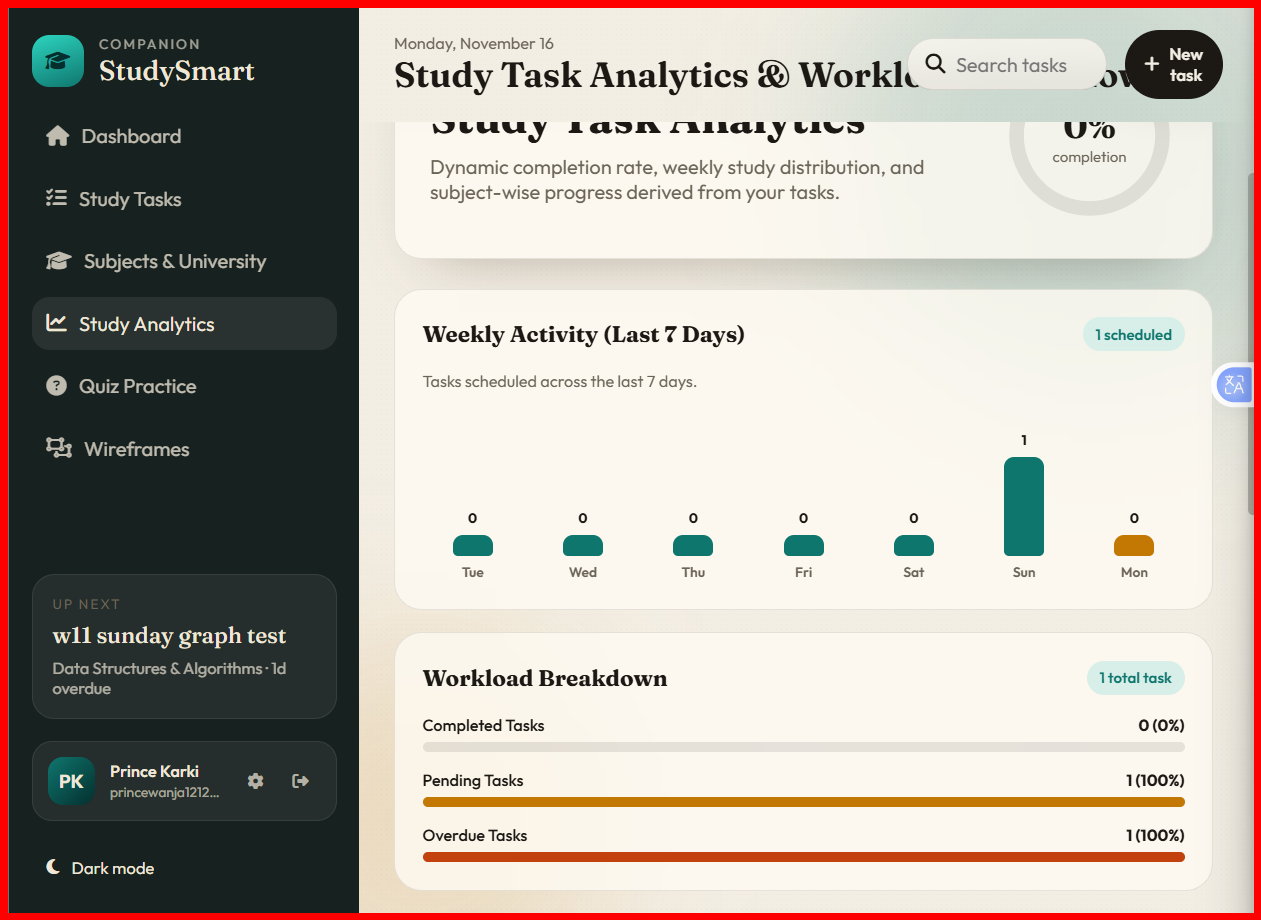 COMPANION
StudySmart
Dashboard
Study Tasks
Subjects & University
Study Analytics
Quiz Practice
Wireframes
UP NEXT
w11 sunday graph test
Data Structures & Algorithms · 1d
overdue
PK
Prince Karki
princewanja1212...
Dark mode
Monday, November 16
Study Task Analytics & 
Search tasks
+ New
task
Study Task Analytics
Dynamic completion rate, weekly study distribution, and
subject-wise progress derived from your tasks.
0%
completion
Weekly Activity (Last 7 Days)
1 scheduled
Tasks scheduled across the last 7 days.
0 0 0 0 0 1 0
Tue Wed Thu Fri Sat Sun Mon
Workload Breakdown
1 total task
Completed Tasks 0 (0%)
Pending Tasks 1 (100%)
Overdue Tasks 1 (100%)